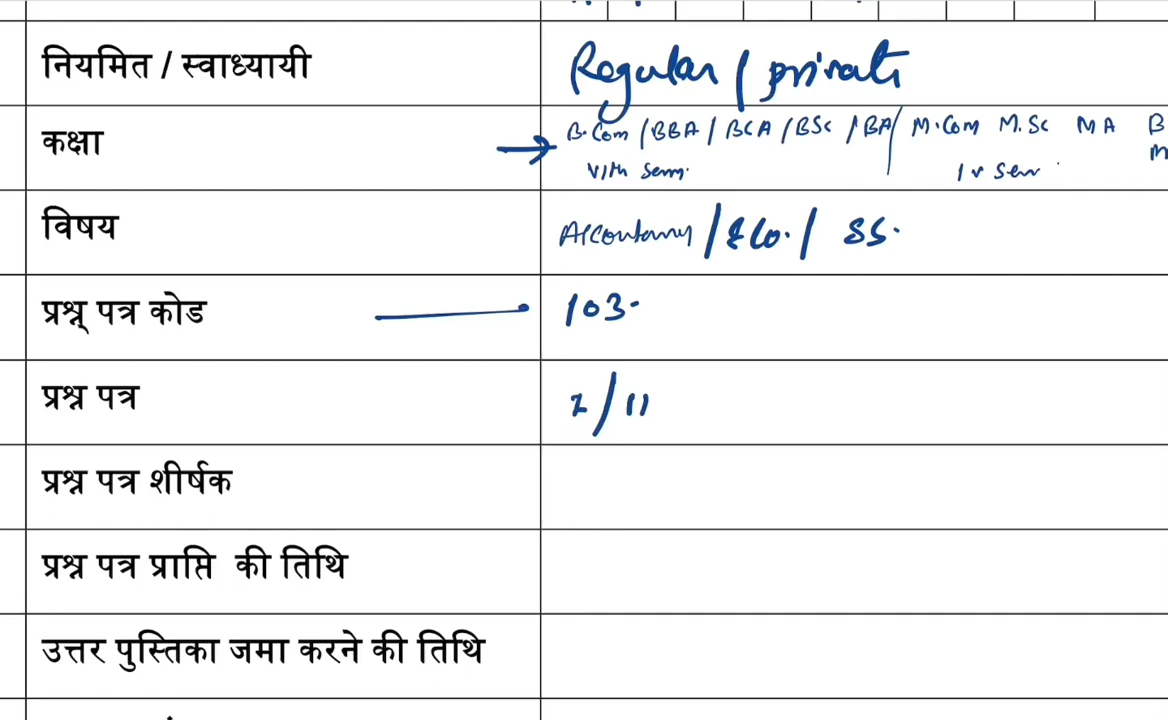 नियमित / स्वाध्यायी Regular / private
कक्षा B.Com / BBA / BCA / BSc / BA / M.Com M.Sc MA B
VIth Sem. IV Sem
विषय Accountany / Eco. / SS.
प्रश्न् पत्र कोड 103.
प्रश्न पत्र I / II
प्रश्न पत्र शीर्षक
प्रश्न पत्र प्राप्ति की तिथि
उत्तर पुस्तिका जमा करने की तिथि